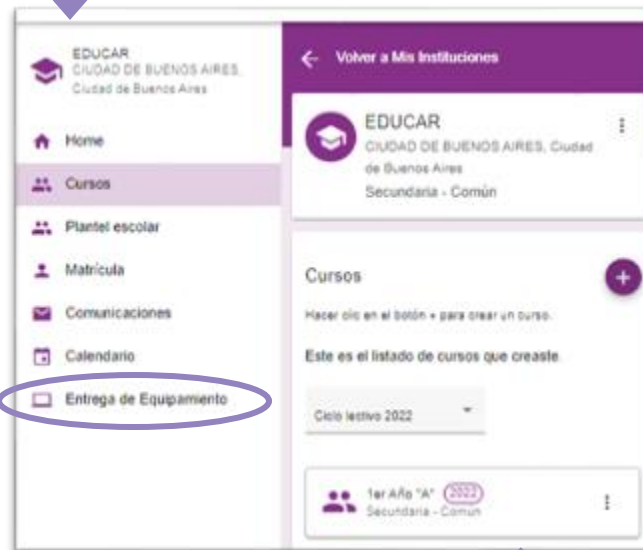 EDUCAR
CIUDAD DE BUENOS AIRES,
Ciudad de Buenos Aires
Home
Cursos
Plantel escolar
Matrícula
Comunicaciones
Calendario
Entrega de Equipamiento
Volver a Mis Instituciones
EDUCAR
CIUDAD DE BUENOS AIRES, Ciudad
de Buenos Aires
Secundaria - Común
Cursos
Hacer clic en el botón + para crear un curso.
Este es el listado de cursos que creaste.
Ciclo lectivo 2022
1er Año "A" 2022
Secundaria - Común